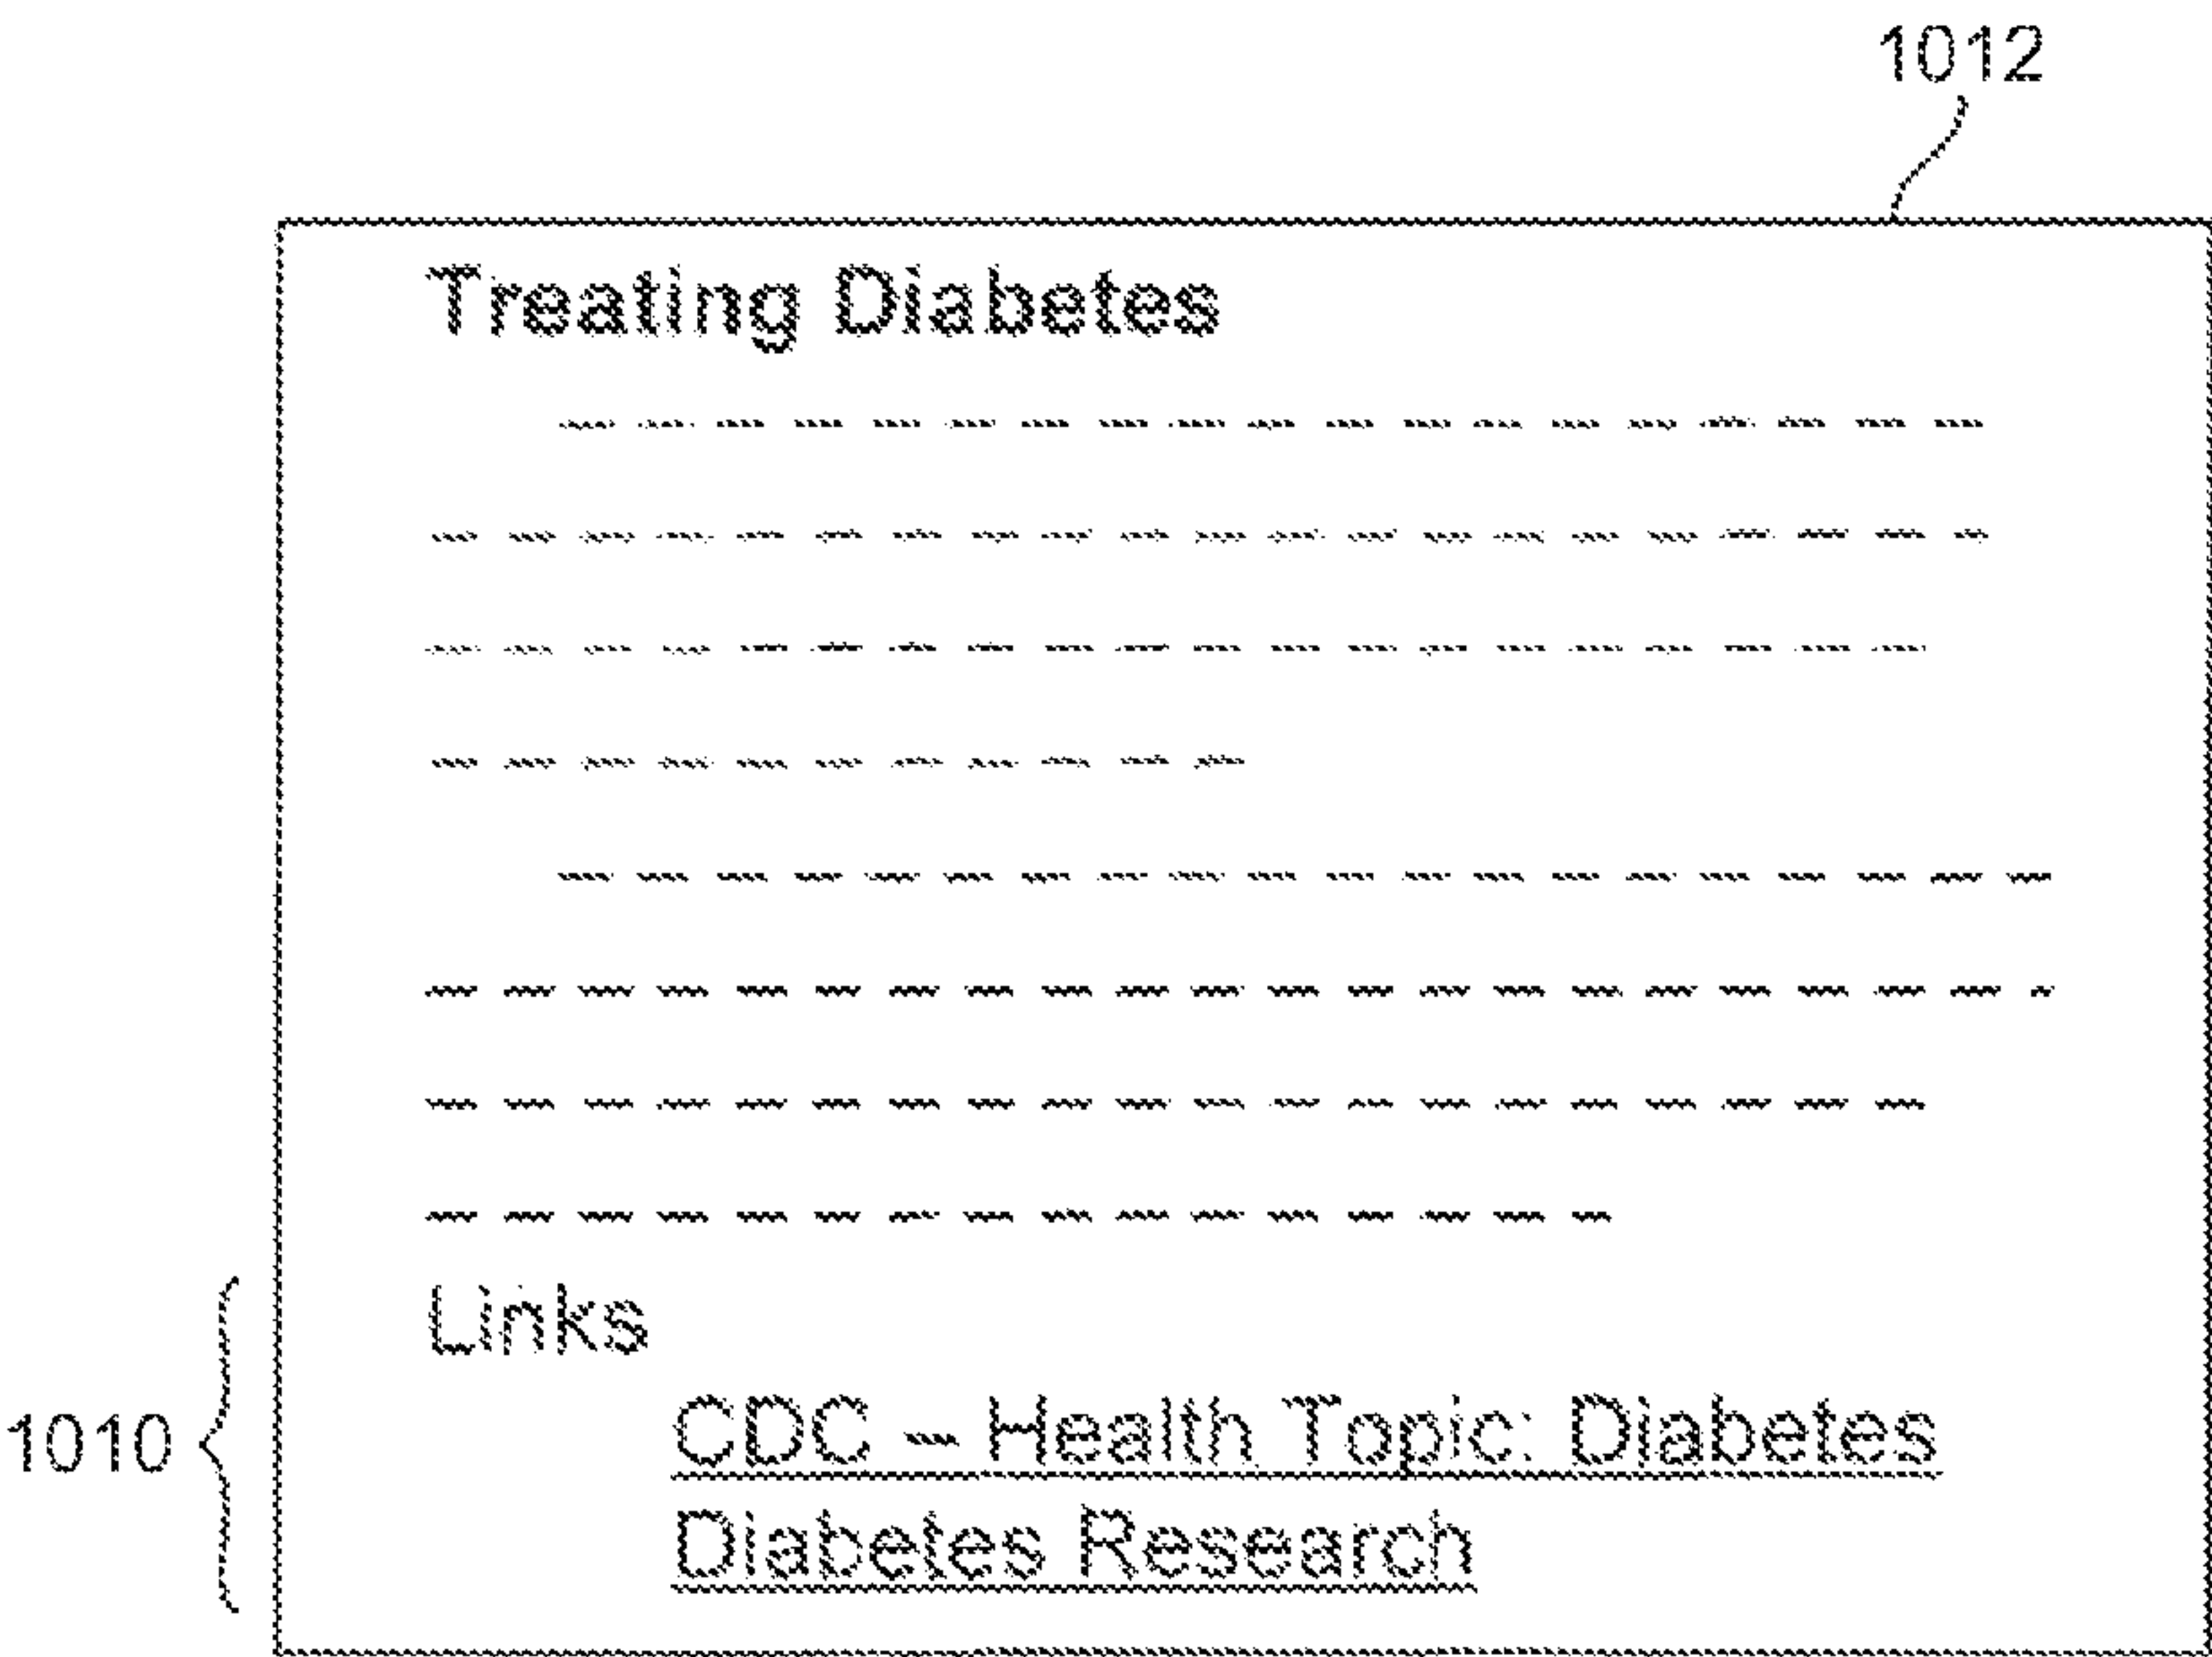 1012
Treating Diabetes
Links
1010
CDC – Health Topic: Diabetes
Diabetes Research